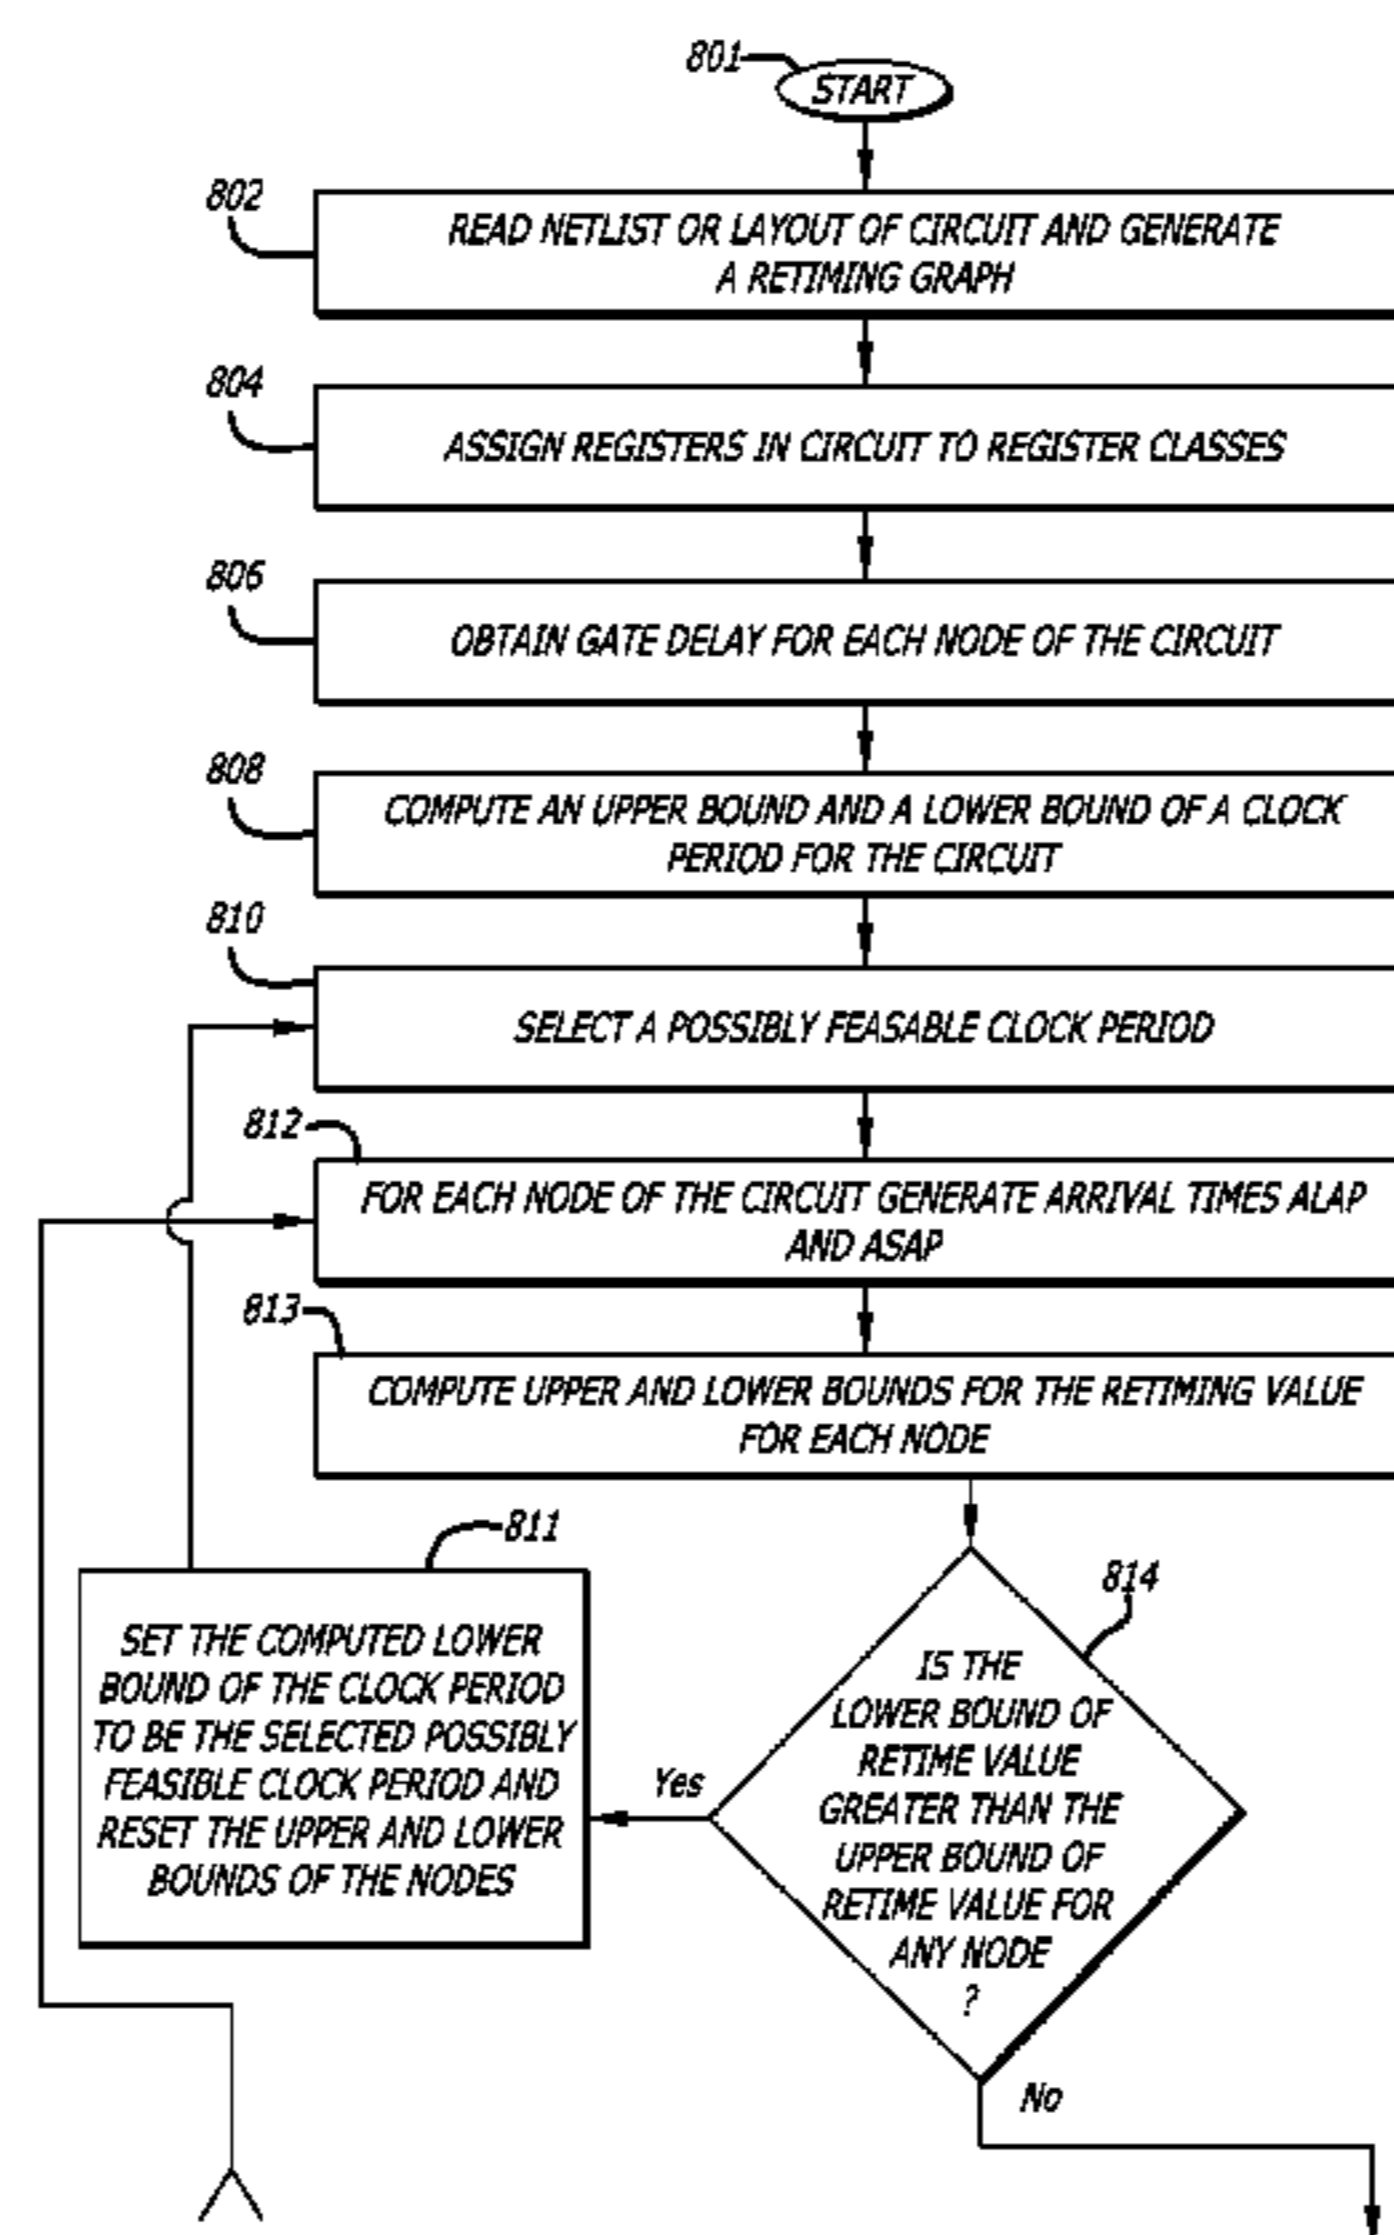 801
START
802
READ NETLIST OR LAYOUT OF CIRCUIT AND GENERATE
A RETIMING GRAPH
804
ASSIGN REGISTERS IN CIRCUIT TO REGISTER CLASSES
806
OBTAIN GATE DELAY FOR EACH NODE OF THE CIRCUIT
808
COMPUTE AN UPPER BOUND AND A LOWER BOUND OF A CLOCK
PERIOD FOR THE CIRCUIT
810
SELECT A POSSIBLY FEASABLE CLOCK PERIOD
812
FOR EACH NODE OF THE CIRCUIT GENERATE ARRIVAL TIMES ALAP
AND ASAP
813
COMPUTE UPPER AND LOWER BOUNDS FOR THE RETIMING VALUE
FOR EACH NODE
811
SET THE COMPUTED LOWER
BOUND OF THE CLOCK PERIOD
TO BE THE SELECTED POSSIBLY
FEASIBLE CLOCK PERIOD AND
RESET THE UPPER AND LOWER
BOUNDS OF THE NODES
814
IS THE
LOWER BOUND OF
RETIME VALUE
GREATER THAN THE
UPPER BOUND OF
RETIME VALUE FOR
ANY NODE
?
Yes
No